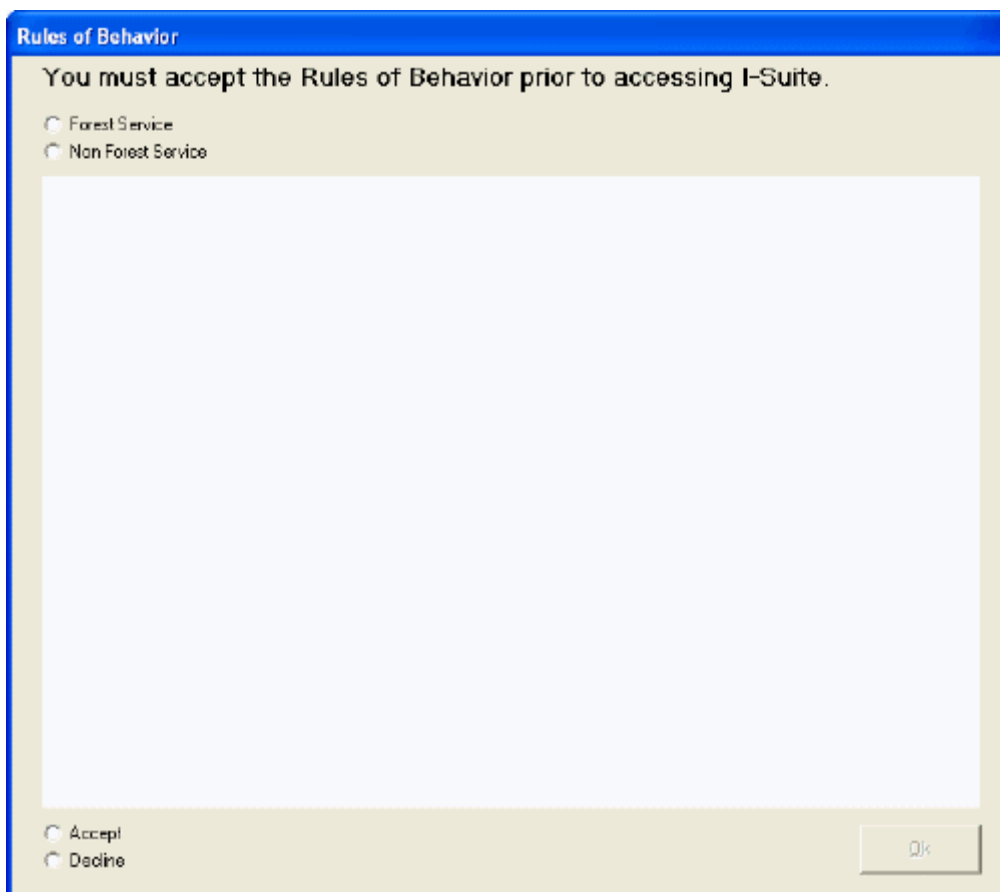 Rules of Behavior
You must accept the Rules of Behavior prior to accessing I-Suite.
Forest Service
Non Forest Service
Accept
Decline
Ok